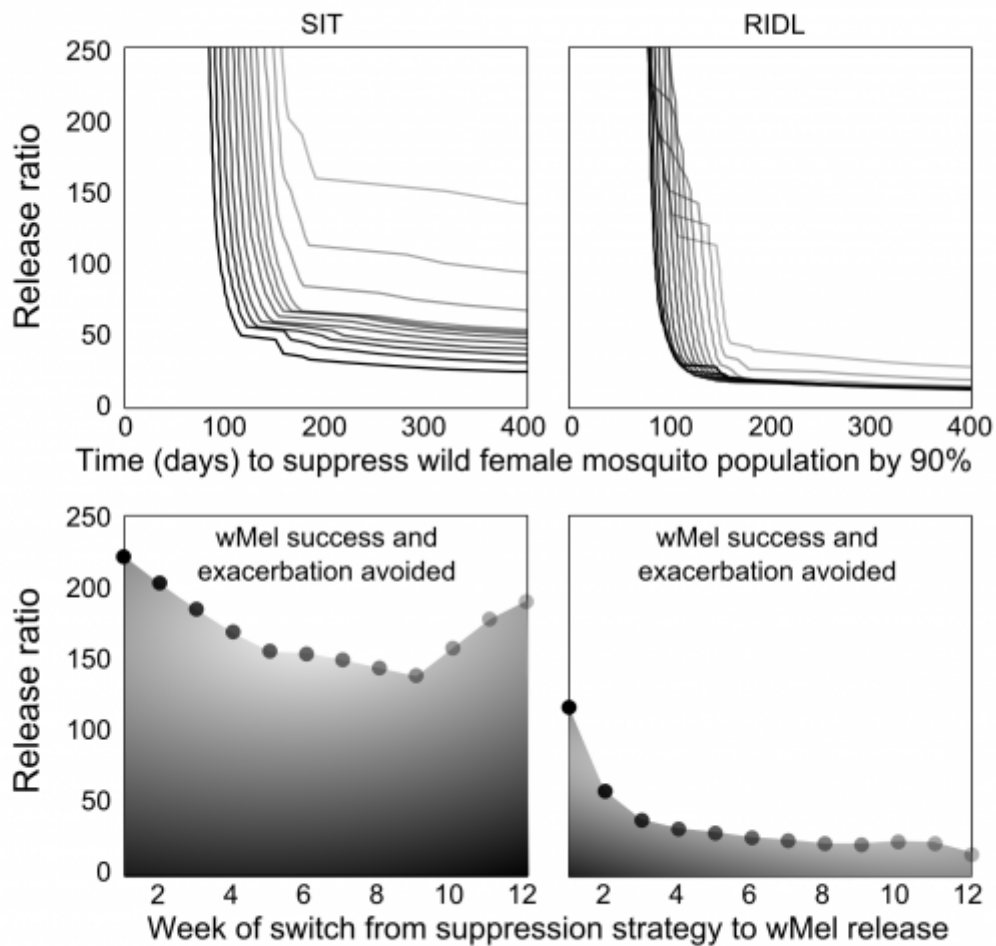 SIT
RIDL
Release ratio
250
200
150
100
50
0
0 100 200 300 400
0 100 200 300 400
Time (days) to suppress wild female mosquito population by 90%
Release ratio
250
200
150
100
50
0
wMel success and
exacerbation avoided
wMel success and
exacerbation avoided
2 4 6 8 10 12
2 4 6 8 10 12
Week of switch from suppression strategy to wMel release